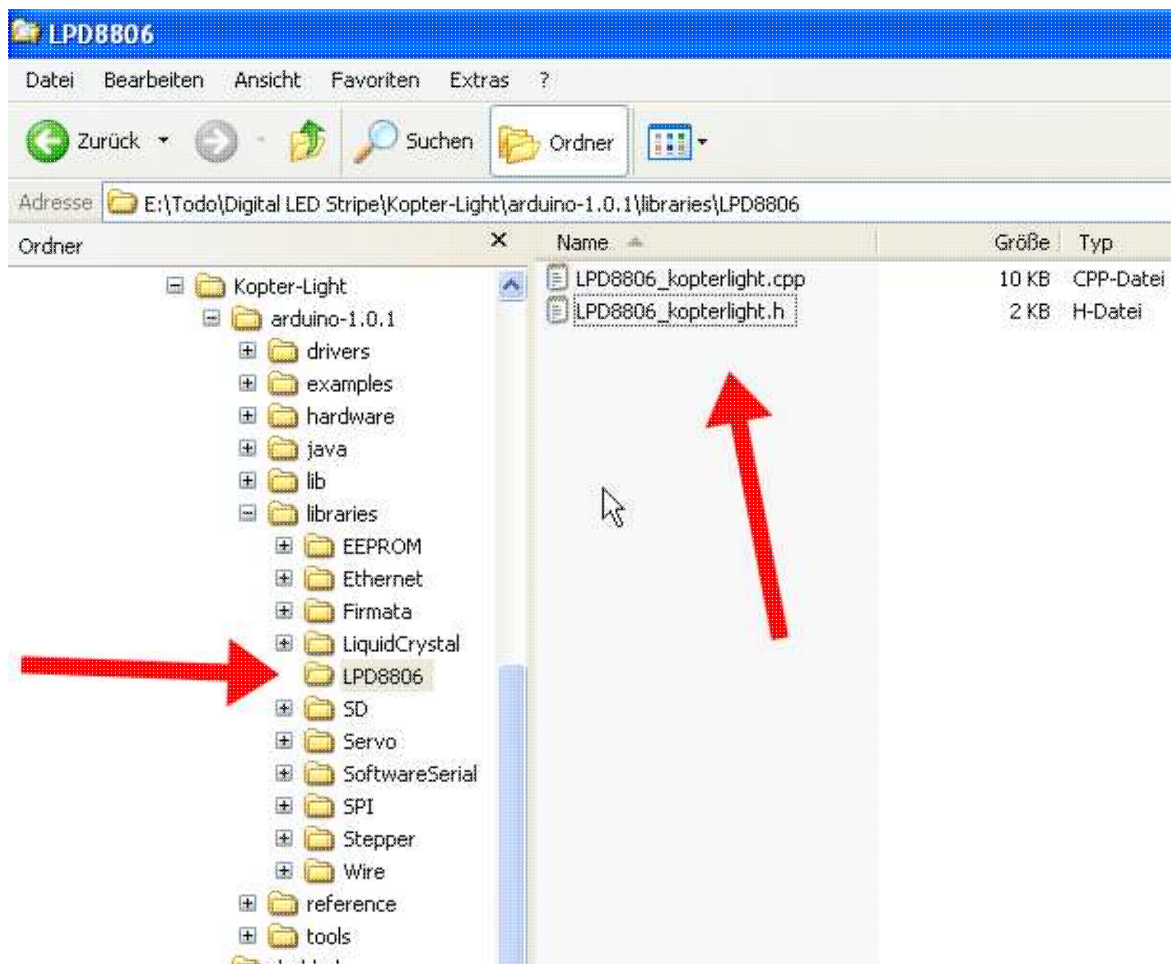 LPD8806
Datei Bearbeiten Ansicht Favoriten Extras ?
Zurück Suchen Ordner
Adresse E:\Todo\Digital LED Stripe\Kopter-Light\arduino-1.0.1\libraries\LPD8806
Ordner
Kopter-Light
arduino-1.0.1
drivers
examples
hardware
java
lib
libraries
EEPROM
Ethernet
Firmata
LiquidCrystal
LPD8806
SD
Servo
SoftwareSerial
SPI
Stepper
Wire
reference
tools
Name Größe Typ
LPD8806_kopterlight.cpp 10 KB CPP-Datei
LPD8806_kopterlight.h 2 KB H-Datei